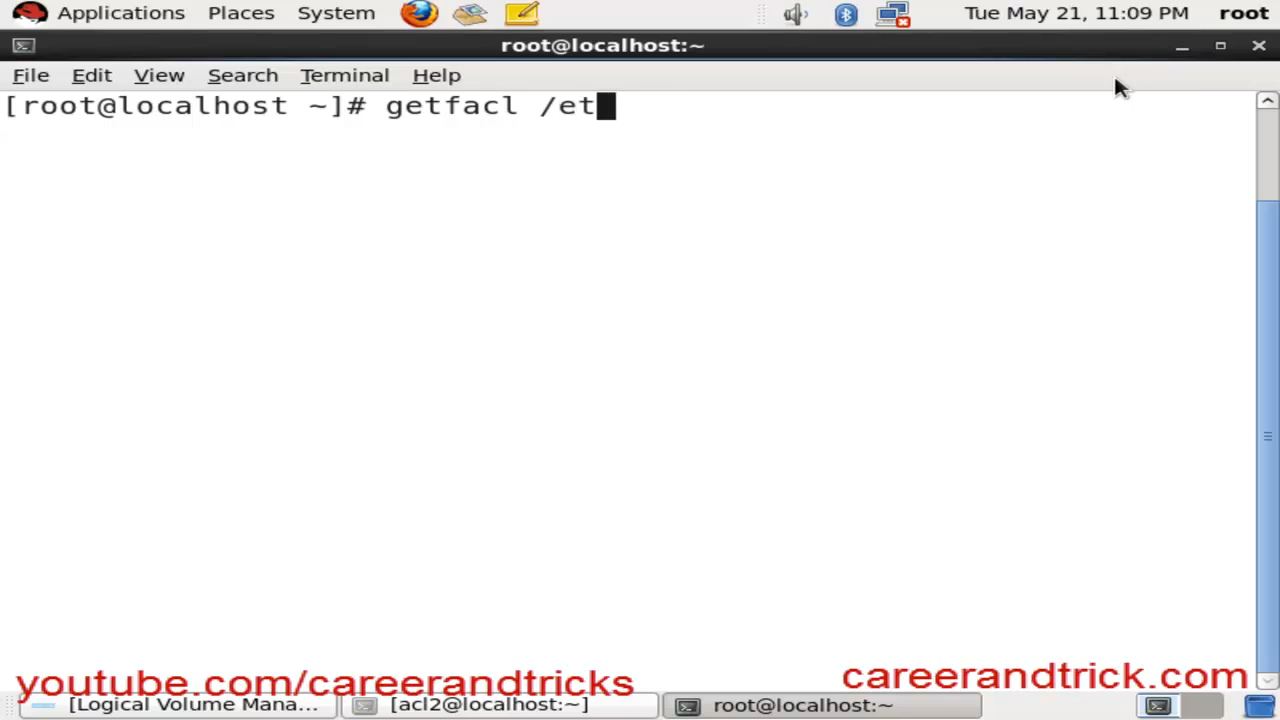 Applications Places System Tue May 21, 11:09 PM root
root@localhost:~
File Edit View Search Terminal Help
[root@localhost ~]# getfacl /et
youtube.com/careerandtricks careerandtrick.com
[Logical Volume Mana... [acl2@localhost:~] root@localhost:~